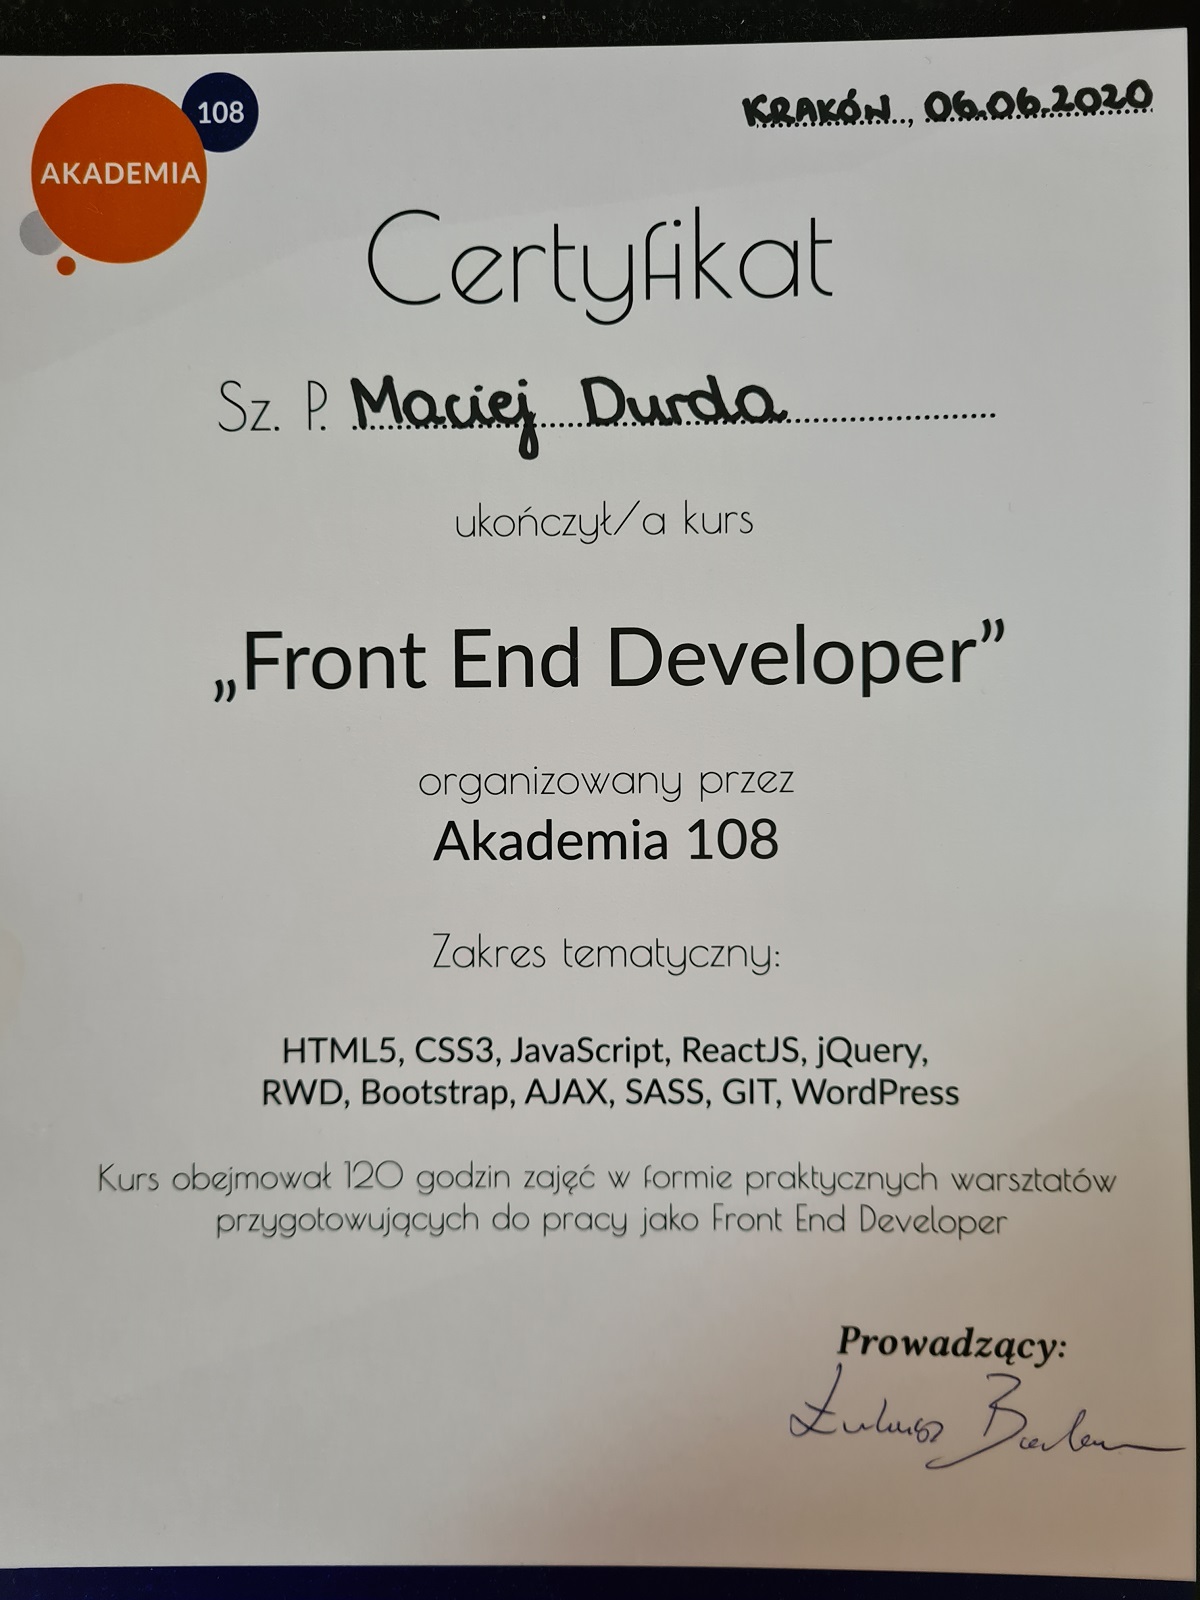 108
AKADEMIA
KRAKÓW, 06.06.2020
Certyfikat
Sz. P. Maciej Durda
ukończył/a kurs
„Front End Developer”
organizowany przez
Akademia 108
Zakres tematyczny:
HTML5, CSS3, JavaScript, ReactJS, jQuery,
RWD, Bootstrap, AJAX, SASS, GIT, WordPress
Kurs obejmował 120 godzin zajęć w formie praktycznych warsztatów
przygotowujących do pracy jako Front End Developer
Prowadzący:
Łukasz